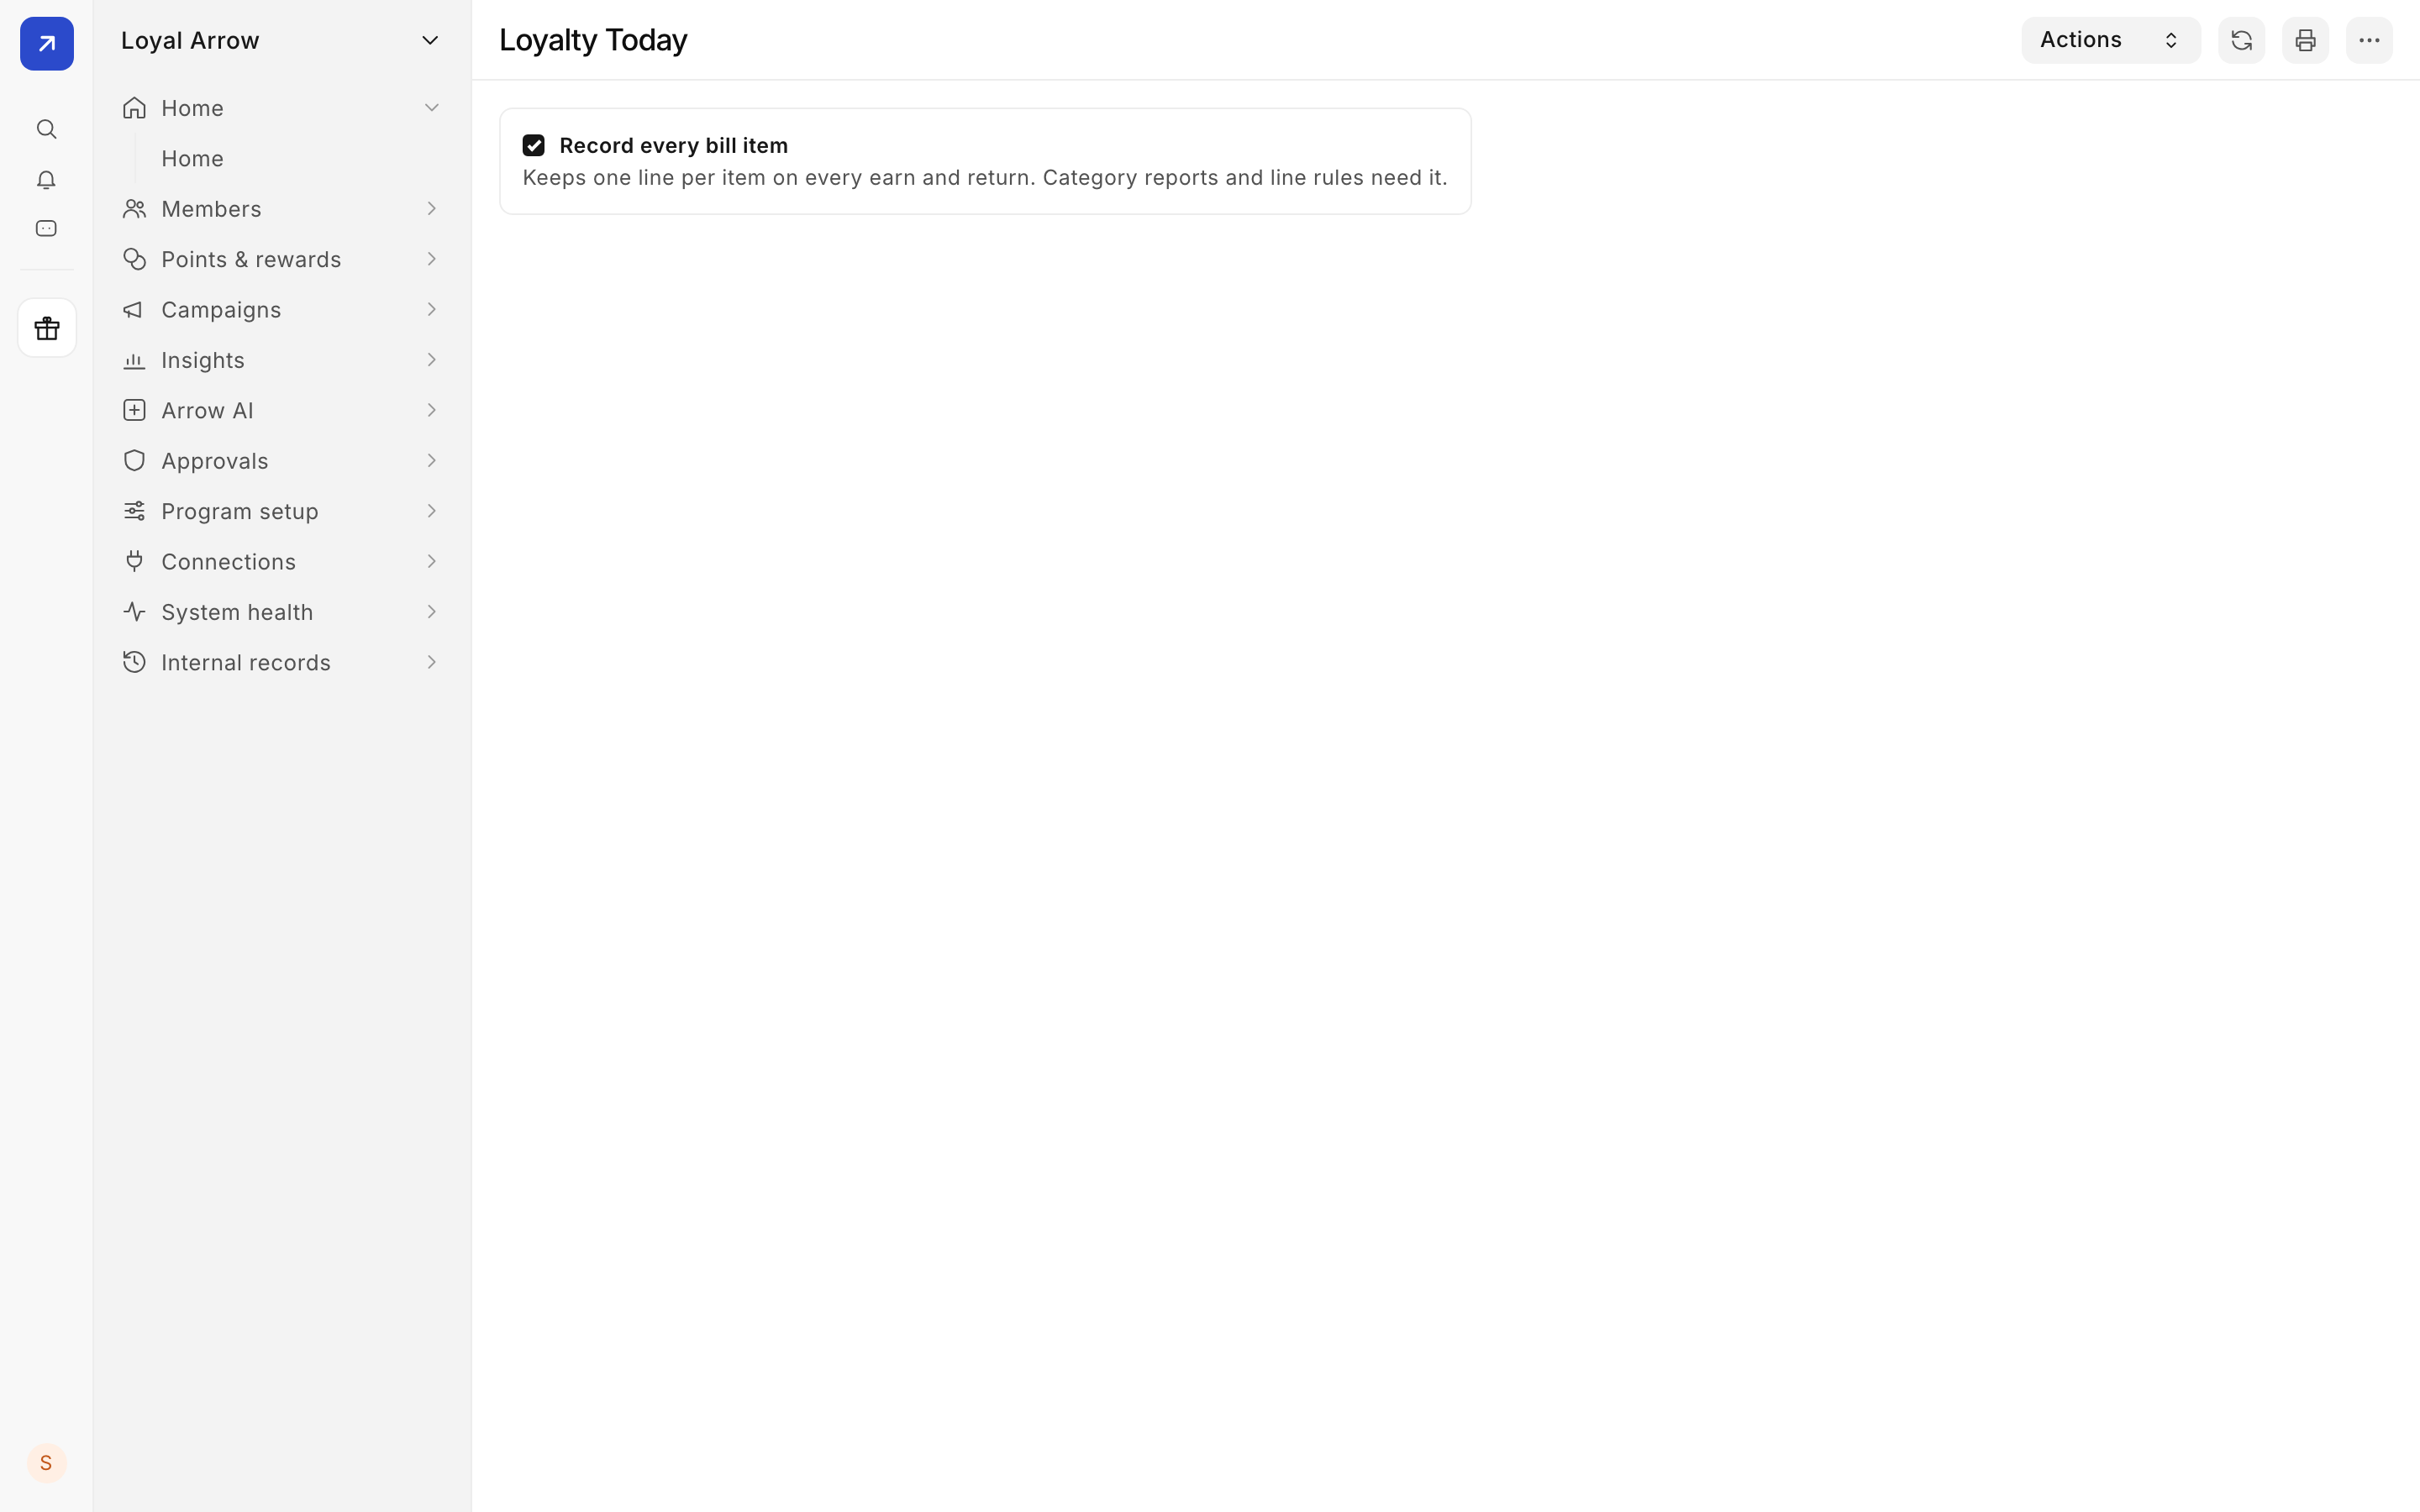 Loyal Arrow
Home
Home
Members
Points & rewards
Campaigns
Insights
Arrow AI
Approvals
Program setup
Connections
System health
Internal records
S
Loyalty Today
Actions
Record every bill item
Keeps one line per item on every earn and return. Category reports and line rules need it.